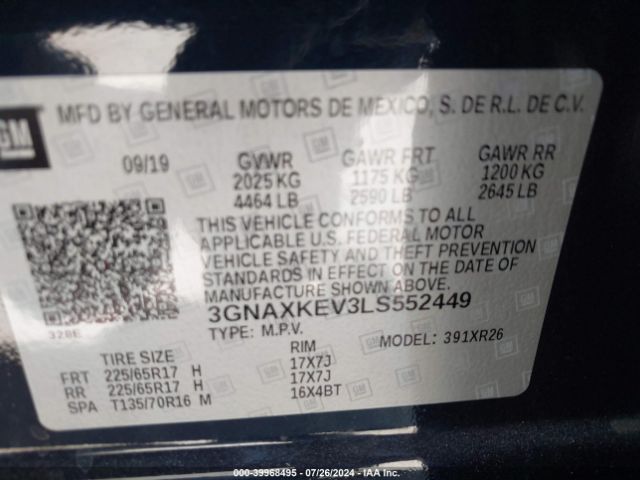 GM
MFD BY GENERAL MOTORS DE MEXICO, S. DE R.L. DE C.V.
09/19 GVWR GAWR FRT GAWR RR
2025 KG 1175 KG 1200 KG
4464 LB 2590 LB 2645 LB
THIS VEHICLE CONFORMS TO ALL
APPLICABLE U.S. FEDERAL MOTOR
VEHICLE SAFETY AND THEFT PREVENTION
STANDARDS IN EFFECT ON THE DATE OF
MANUFACTURE SHOWN ABOVE.
3GNAXKEV3LS552449
328E TYPE: M.P.V. MODEL: 391XR26
TIRE SIZE RIM
FRT 225/65R17 H 17X7J
RR 225/65R17 H 17X7J
SPA T135/70R16 M 16X4BT
000-39968495 - 07/26/2024 - IAA Inc.